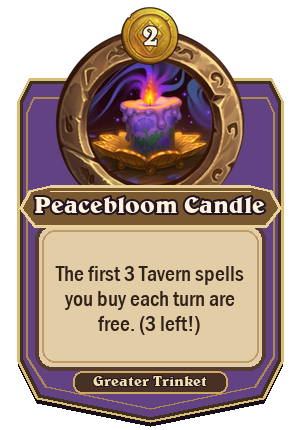 2
Peacebloom Candle
The first 3 Tavern spells
you buy each turn are
free. (3 left!)
Greater Trinket